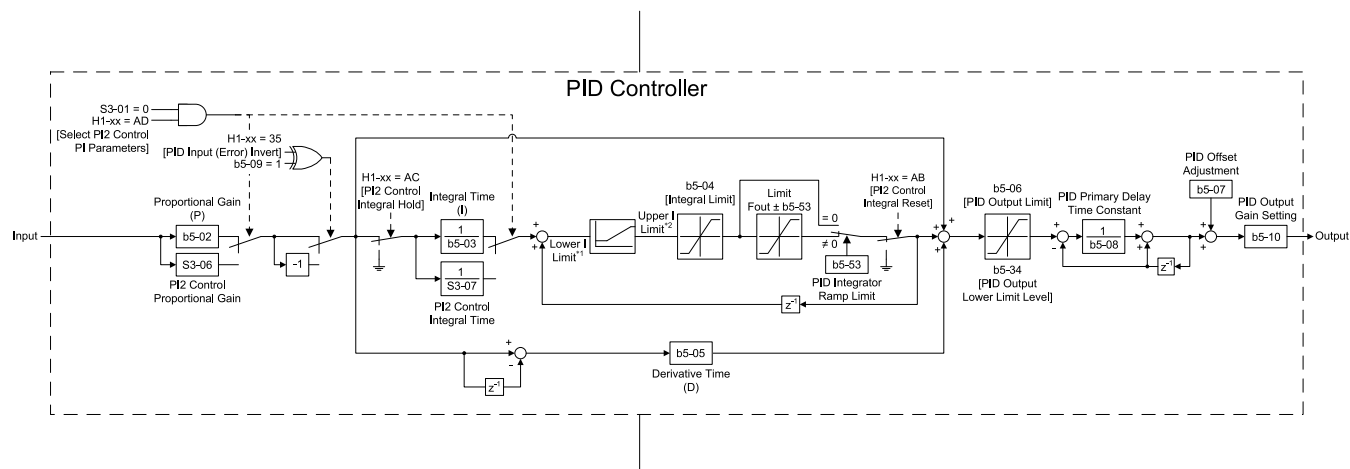 PID Controller
S3-01 = 0
H1-xx = AD
[Select PI2 Control
PI Parameters]
H1-xx = 35
[PID Input (Error) Invert]
b5-09 = 1
H1-xx = AC
[PI2 Control
Integral Hold]
Proportional Gain
(P)
Input
b5-02
S3-06
PI2 Control
Proportional Gain
-1
Integral Time
(I)
1
b5-03
1
S3-07
PI2 Control
Integral Time
+
+
Lower I
Limit*1
Upper I
Limit*2
b5-04
[Integral Limit]
Limit
Fout ± b5-53
= 0
≠ 0
b5-53
PID Integrator
Ramp Limit
H1-xx = AB
[PI2 Control
Integral Reset]
z-1
+
-
z-1
b5-05
Derivative Time
(D)
+
+
+
b5-06
[PID Output Limit]
b5-34
[PID Output
Lower Limit Level]
PID Primary Delay
Time Constant
+
-
1
b5-08
+
+
z-1
PID Offset
Adjustment
b5-07
+
+
PID Output
Gain Setting
b5-10
Output